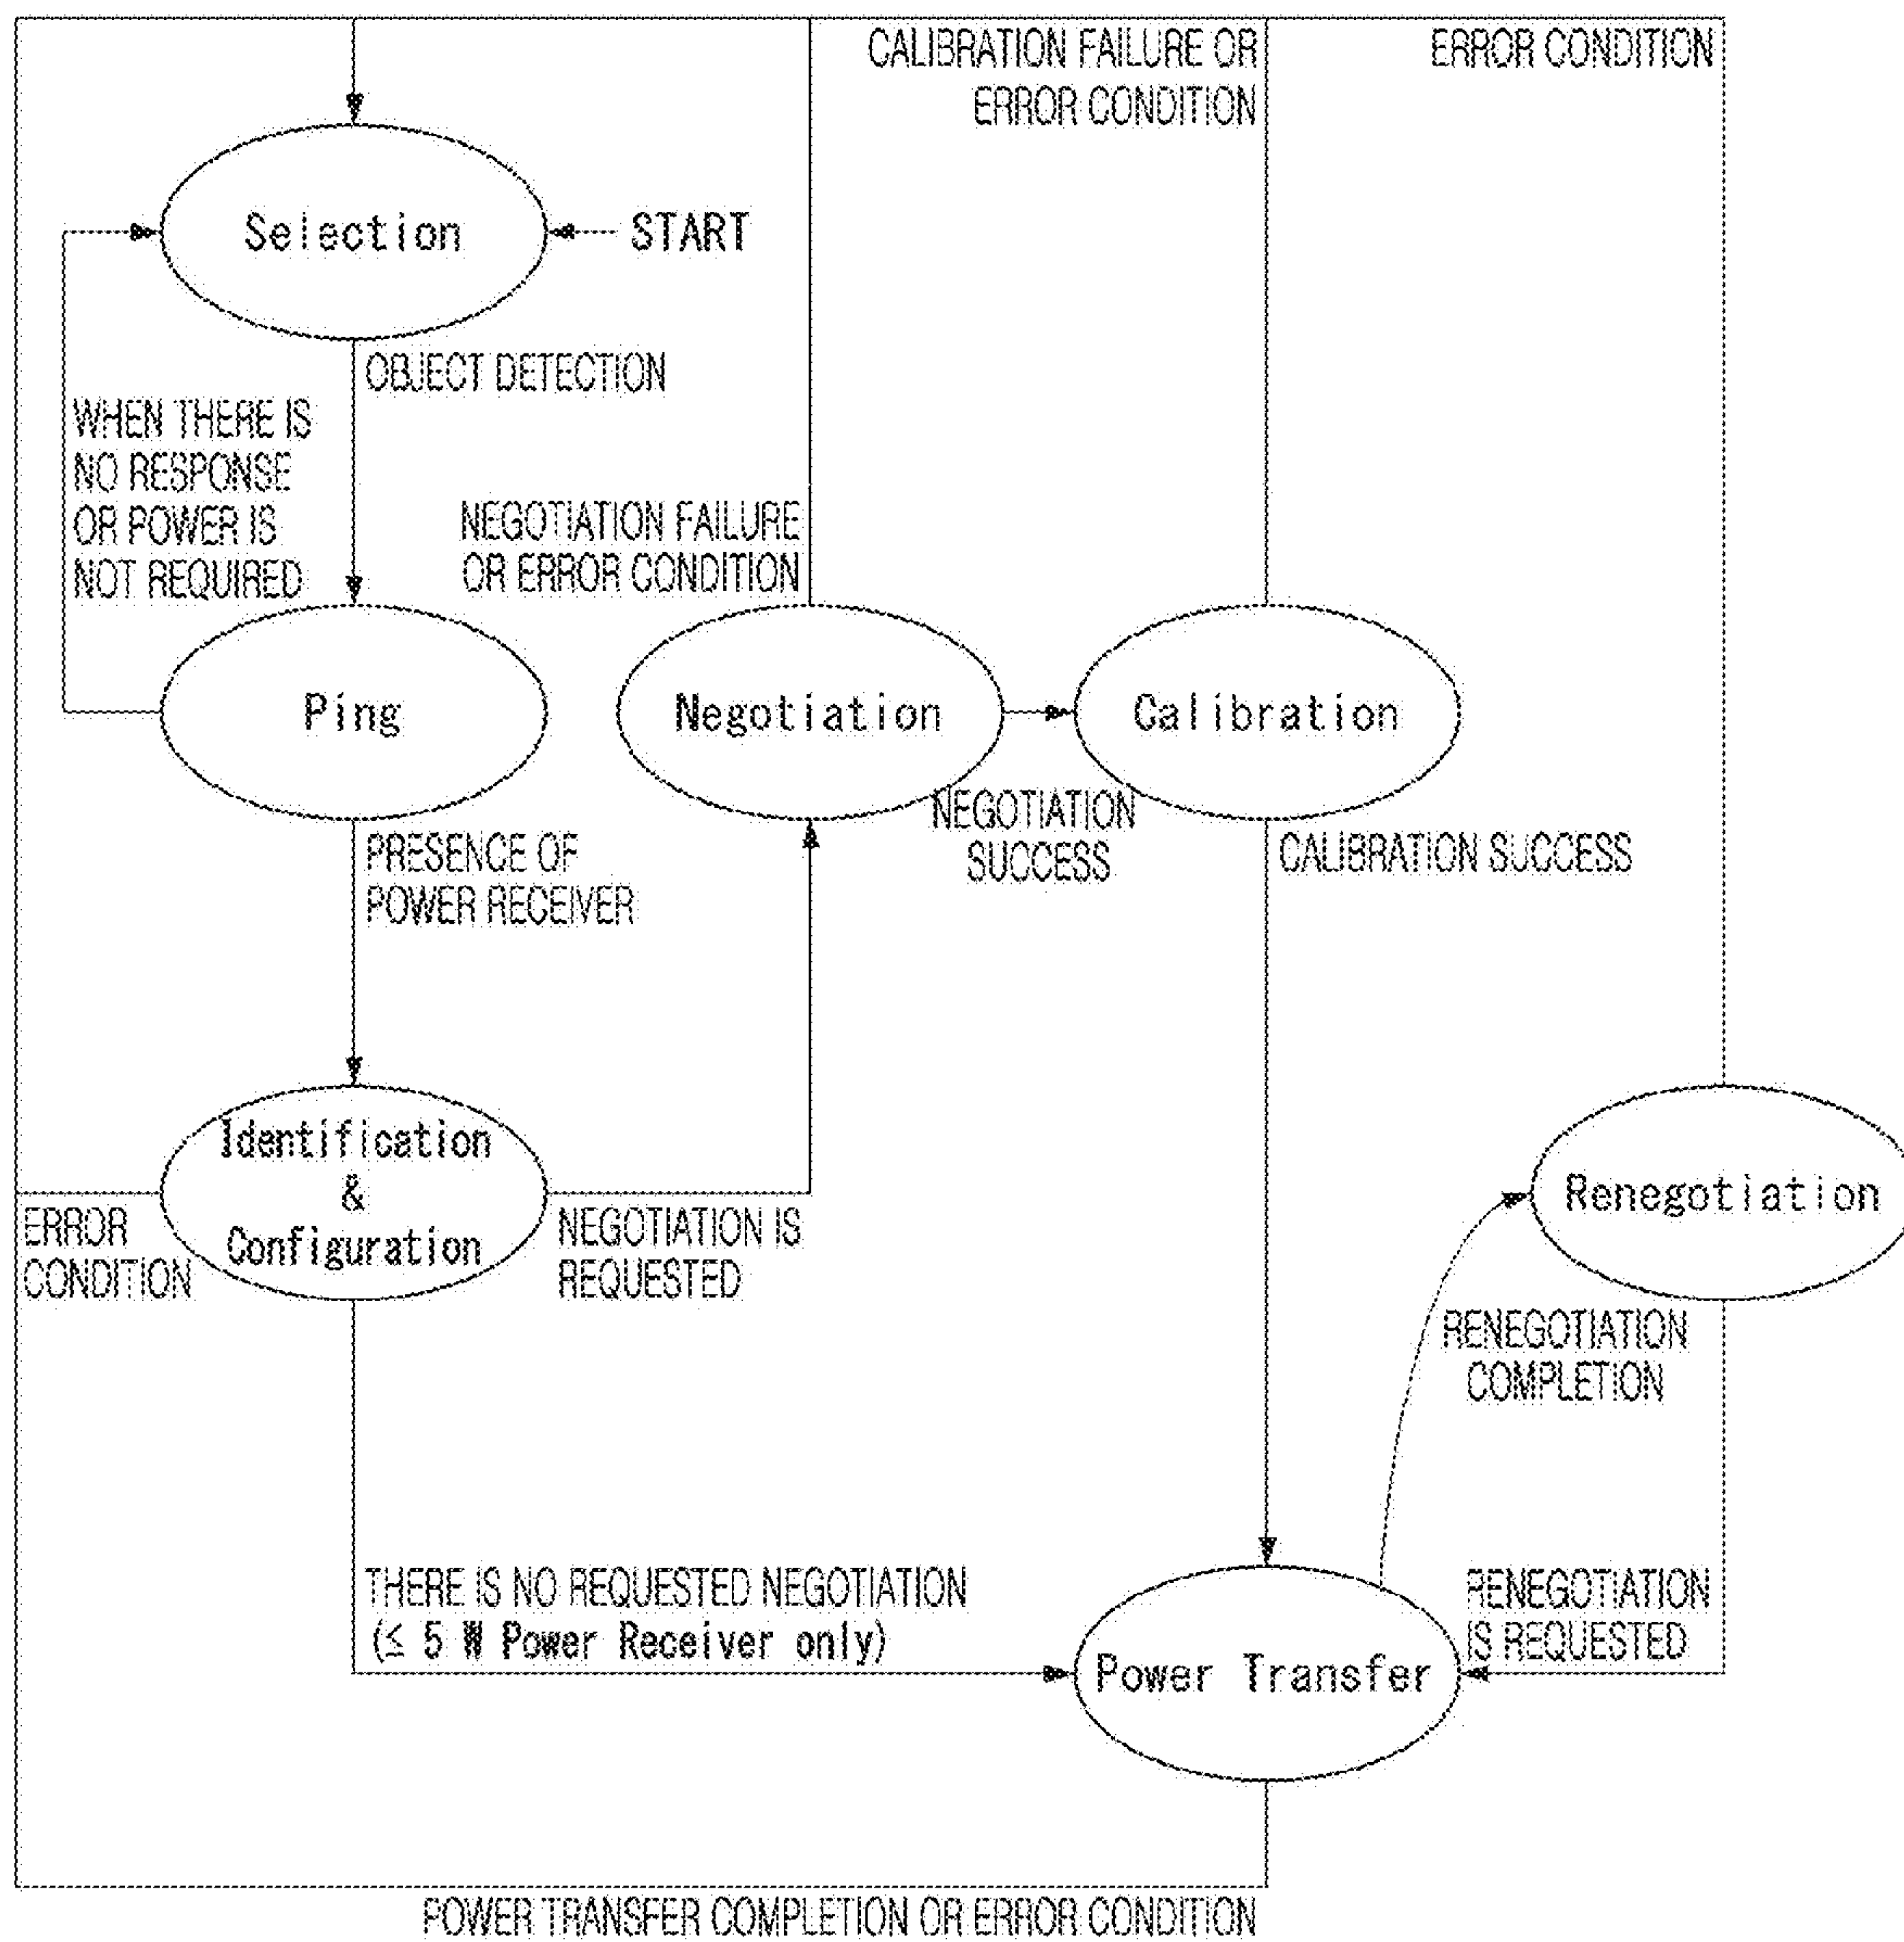 CALIBRATION FAILURE OR
ERROR CONDITION
ERROR CONDITION
Selection
START
OBJECT DETECTION
WHEN THERE IS
NO RESPONSE
OR POWER IS
NOT REQUIRED
NEGOTIATION FAILURE
OR ERROR CONDITION
Ping
Negotiation
Calibration
NEGOTIATION
SUCCESS
CALIBRATION SUCCESS
PRESENCE OF
POWER RECEIVER
Identification
&
Configuration
ERROR
CONDITION
NEGOTIATION IS
REQUESTED
Renegotiation
RENEGOTIATION
COMPLETION
THERE IS NO REQUESTED NEGOTIATION
(≤ 5 W Power Receiver only)
RENEGOTIATION
IS REQUESTED
Power Transfer
POWER TRANSFER COMPLETION OR ERROR CONDITION